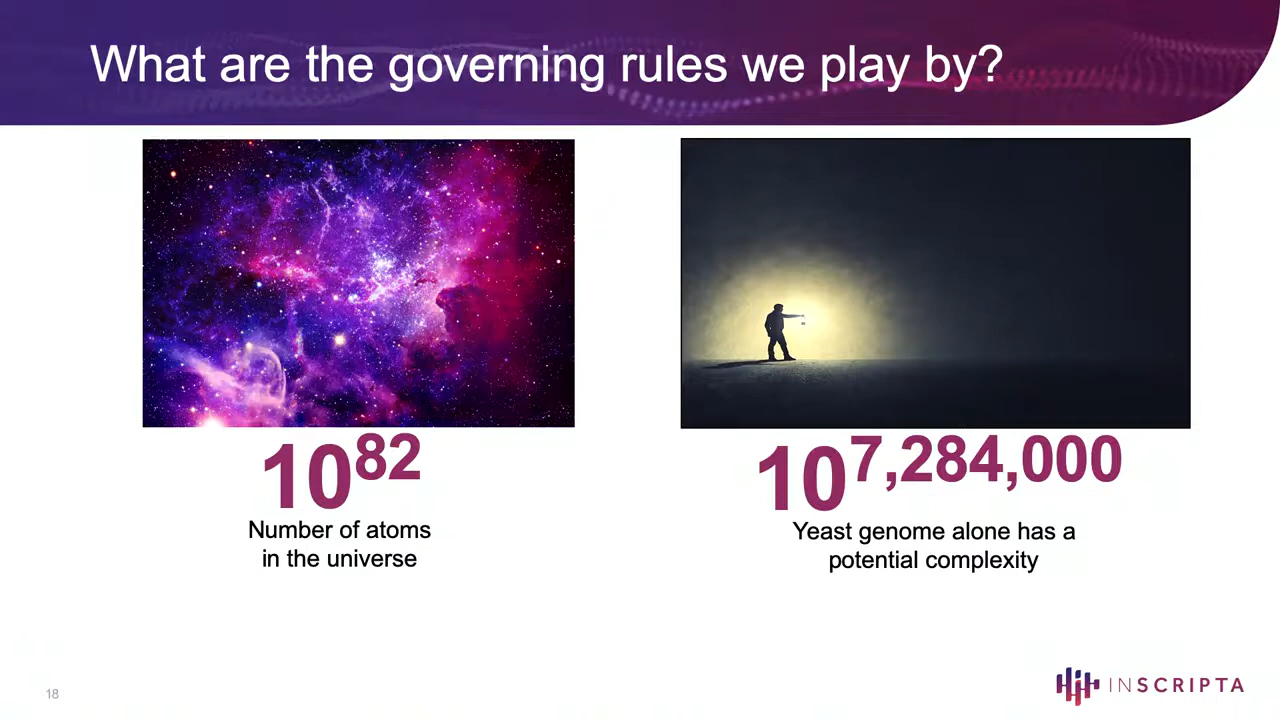 What are the governing rules we play by?
10^82
Number of atoms
in the universe
10^7,284,000
Yeast genome alone has a
potential complexity
18
INSCRIPTA